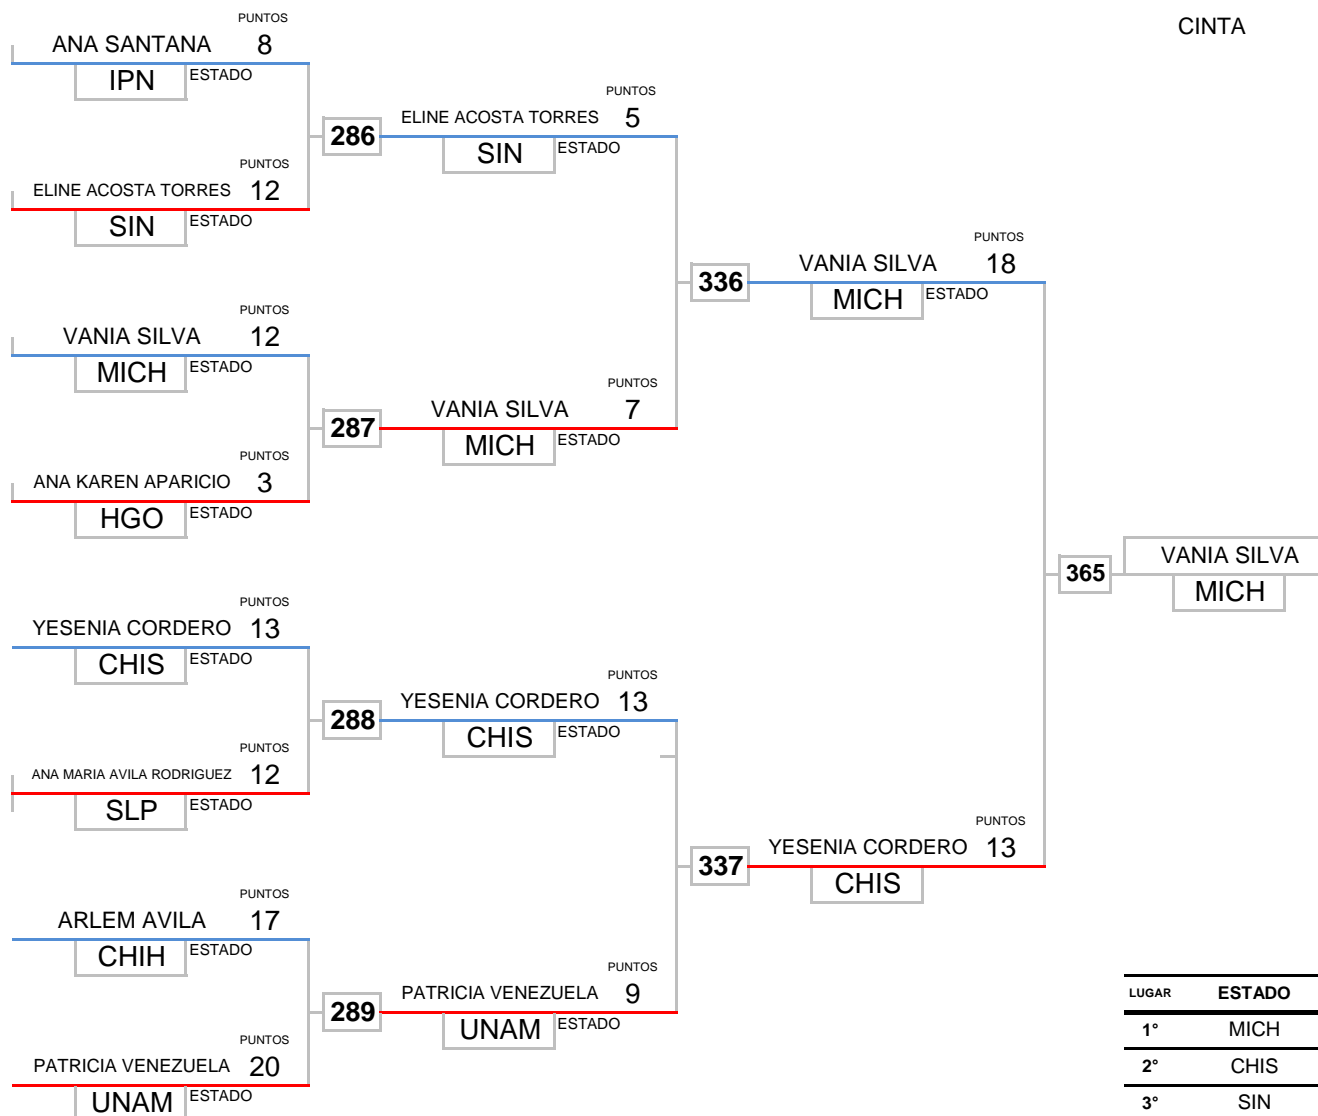 PUNTOS
CINTA
ANA SANTANA 8
IPN ESTADO
PUNTOS
286 ELINE ACOSTA TORRES 5
SIN ESTADO
PUNTOS
ELINE ACOSTA TORRES 12
SIN ESTADO
PUNTOS
336 VANIA SILVA 18
MICH ESTADO
PUNTOS
VANIA SILVA 12
MICH ESTADO
PUNTOS
287 VANIA SILVA 7
MICH ESTADO
PUNTOS
ANA KAREN APARICIO 3
HGO ESTADO
365 VANIA SILVA
MICH
PUNTOS
YESENIA CORDERO 13
CHIS ESTADO
PUNTOS
288 YESENIA CORDERO 13
CHIS ESTADO
PUNTOS
ANA MARIA AVILA RODRIGUEZ 12
SLP ESTADO
PUNTOS
337 YESENIA CORDERO 13
CHIS
PUNTOS
ARLEM AVILA 17
CHIH ESTADO
PUNTOS
289 PATRICIA VENEZUELA 9
UNAM ESTADO
PUNTOS
PATRICIA VENEZUELA 20
UNAM ESTADO
LUGAR ESTADO
1° MICH
2° CHIS
3° SIN